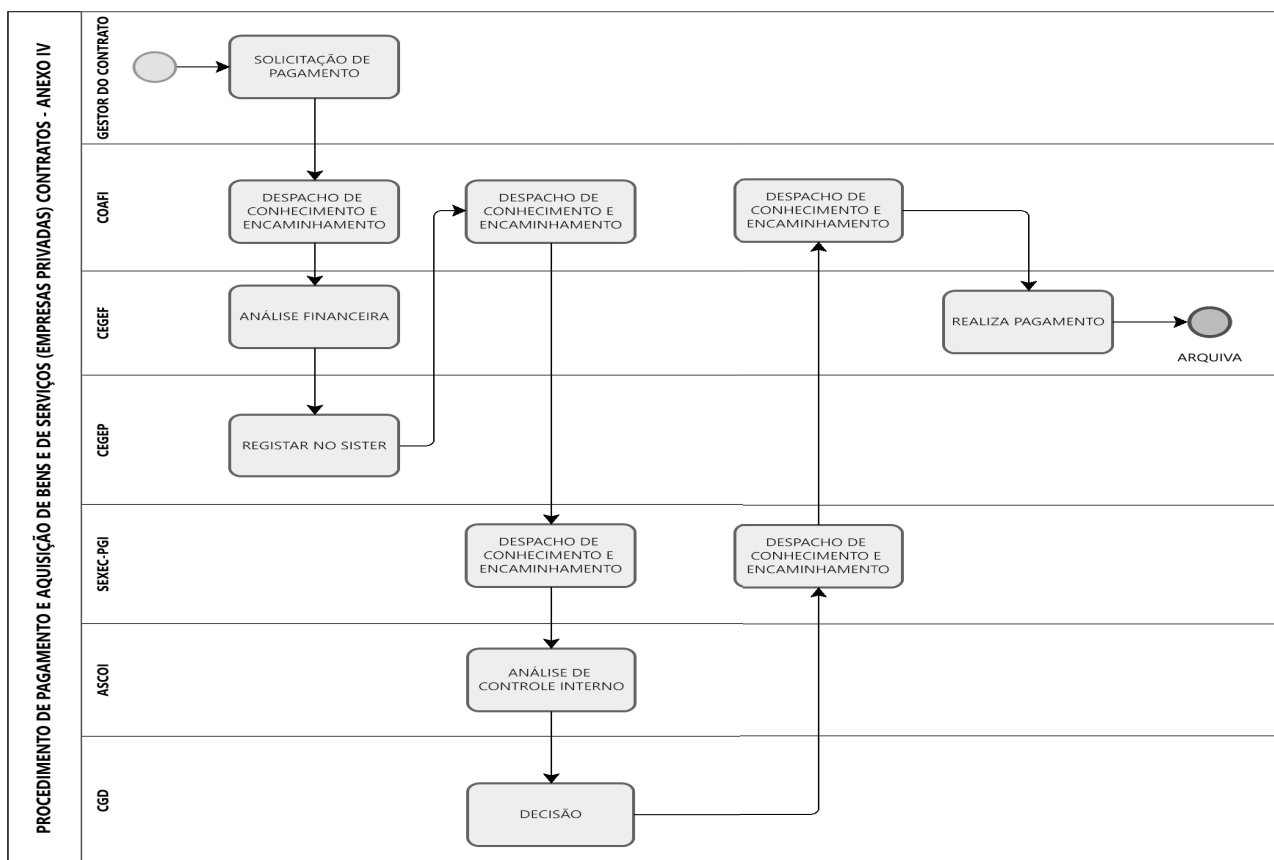 PROCEDIMENTO DE PAGAMENTO E AQUISIÇÃO DE BENS E DE SERVIÇOS (EMPRESAS PRIVADAS) CONTRATOS - ANEXO IV
GESTOR DO CONTRATO
SOLICITAÇÃO DE
PAGAMENTO
COAFI
DESPACHO DE
CONHECIMENTO E
ENCAMINHAMENTO
DESPACHO DE
CONHECIMENTO E
ENCAMINHAMENTO
DESPACHO DE
CONHECIMENTO E
ENCAMINHAMENTO
CEGEF
ANÁLISE FINANCEIRA
REALIZA PAGAMENTO
ARQUIVA
CEGEP
REGISTAR NO SISTER
SEXEC-PGI
DESPACHO DE
CONHECIMENTO E
ENCAMINHAMENTO
DESPACHO DE
CONHECIMENTO E
ENCAMINHAMENTO
ASCOI
ANÁLISE DE
CONTROLE INTERNO
CGD
DECISÃO